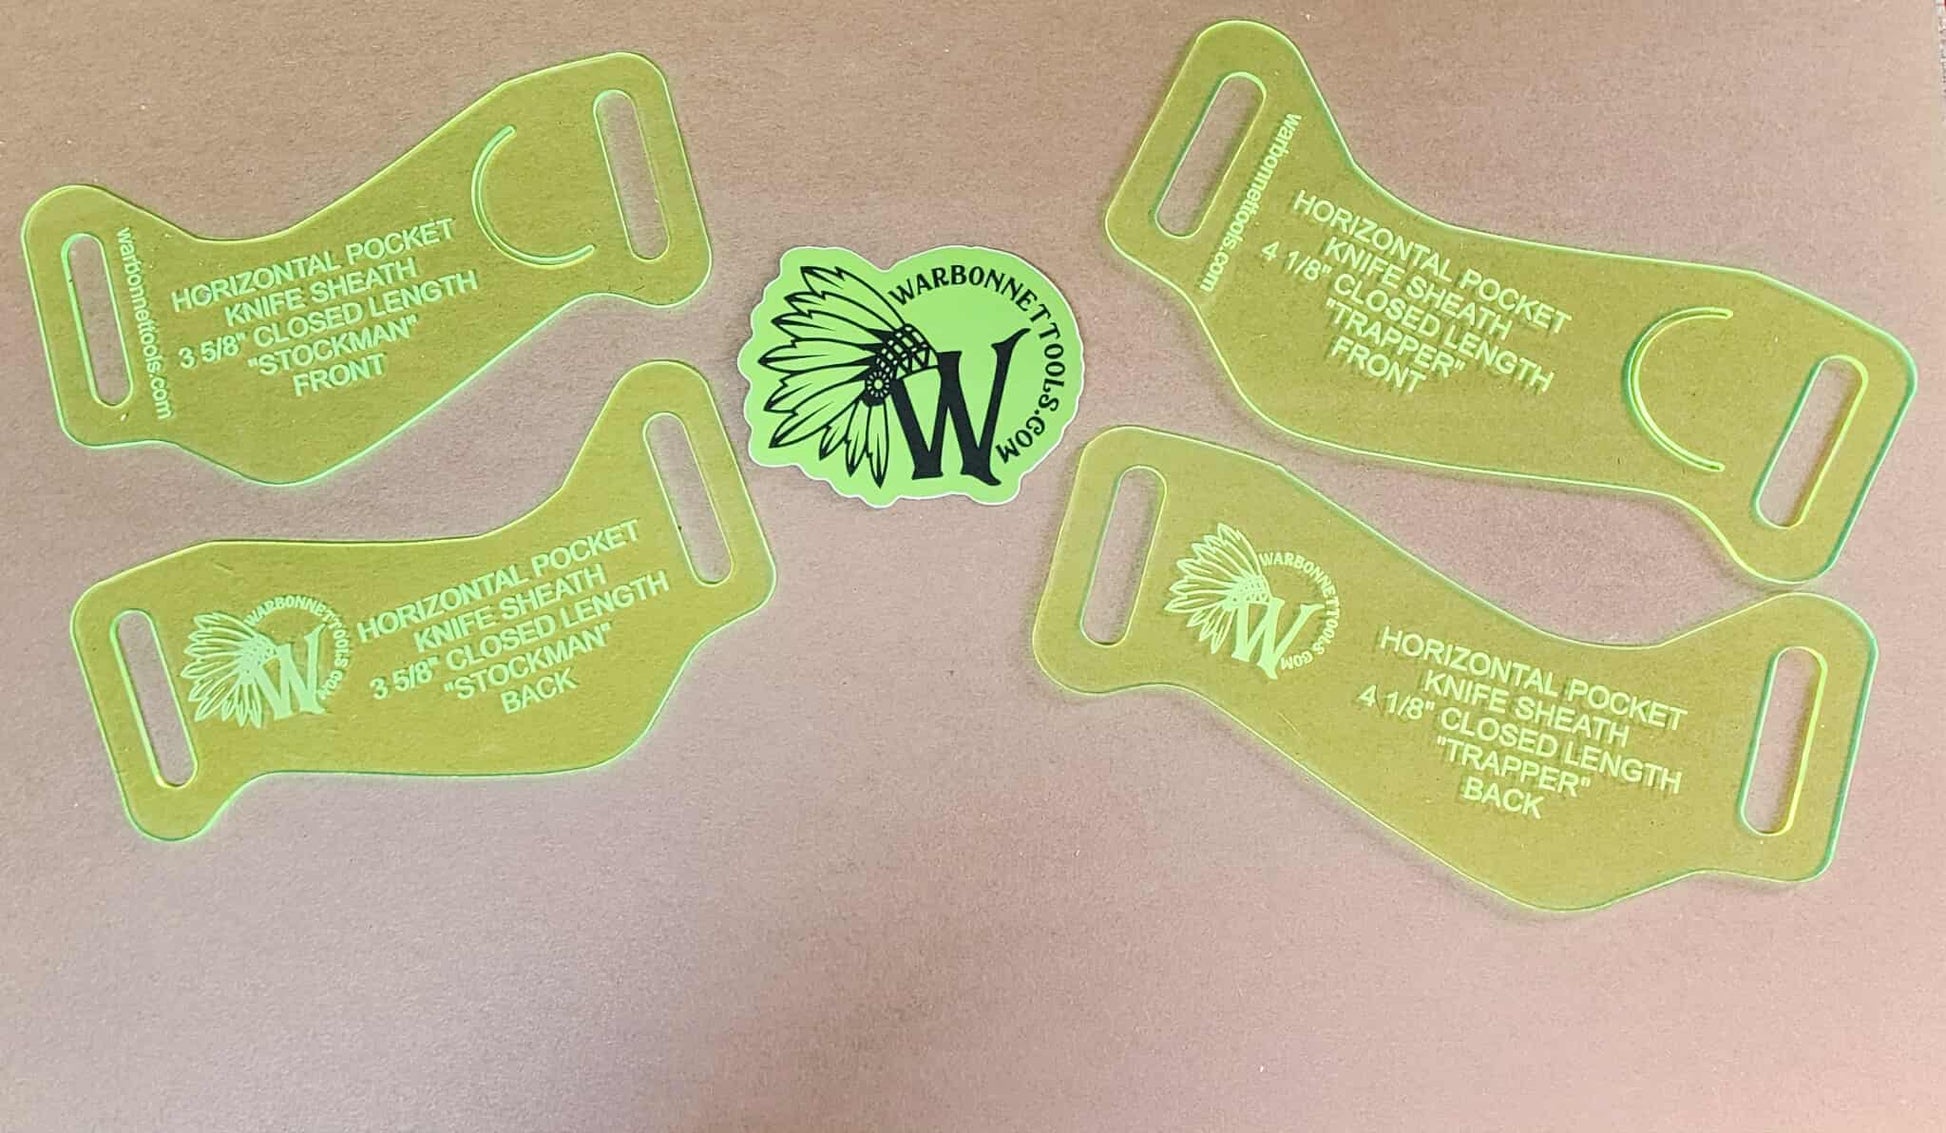 warbonnettools.com
HORIZONTAL POCKET
KNIFE SHEATH
3 5/8" CLOSED LENGTH
"STOCKMAN"
FRONT
WARBONNETTOOLS.COM
W
warbonnettools.com
HORIZONTAL POCKET
KNIFE SHEATH
4 1/8" CLOSED LENGTH
"TRAPPER"
FRONT
WARBONNETTOOLS.COM
W
HORIZONTAL POCKET
KNIFE SHEATH
3 5/8" CLOSED LENGTH
"STOCKMAN"
BACK
WARBONNETTOOLS.COM
W
HORIZONTAL POCKET
KNIFE SHEATH
4 1/8" CLOSED LENGTH
"TRAPPER"
BACK